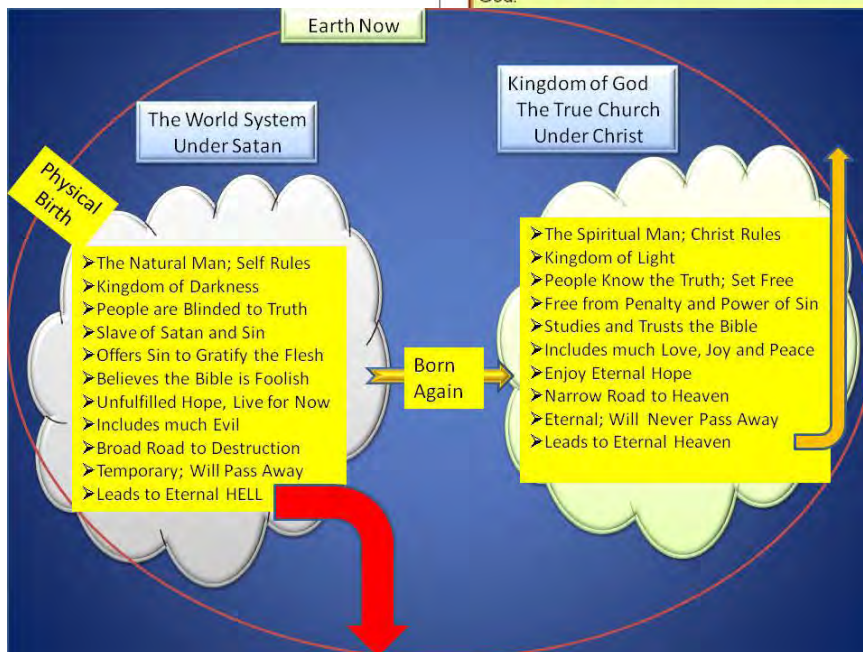 God.
Earth Now
The World System
Under Satan
Kingdom of God
The True Church
Under Christ
Physical
Birth
➢The Natural Man; Self Rules
➢Kingdom of Darkness
➢People are Blinded to Truth
➢Slave of Satan and Sin
➢Offers Sin to Gratify the Flesh
➢Believes the Bible is Foolish
➢Unfulfilled Hope, Live for Now
➢Includes much Evil
➢Broad Road to Destruction
➢Temporary; Will Pass Away
➢Leads to Eternal HELL
Born
Again
➢The Spiritual Man; Christ Rules
➢Kingdom of Light
➢People Know the Truth; Set Free
➢Free from Penalty and Power of Sin
➢Studies and Trusts the Bible
➢Includes much Love, Joy and Peace
➢Enjoy Eternal Hope
➢Narrow Road to Heaven
➢Eternal; Will Never Pass Away
➢Leads to Eternal Heaven